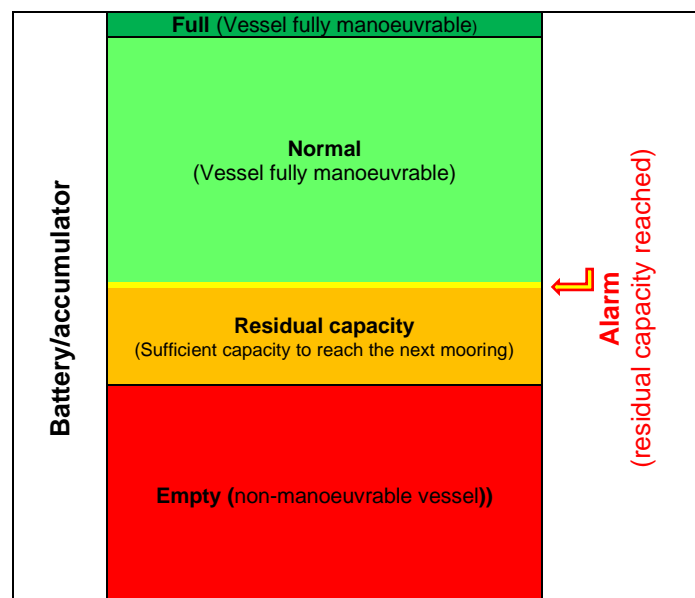 Full (Vessel fully manoeuvrable)
Normal
(Vessel fully manoeuvrable)
Residual capacity
(Sufficient capacity to reach the next mooring)
Empty (non-manoeuvrable vessel))
Battery/accumulator
Alarm
(residual capacity reached)